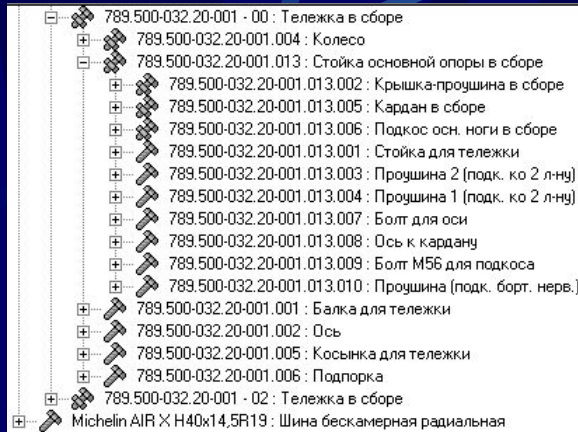 789.500-032.20-001 - 00 : Тележка в сборе
789.500-032.20-001.004 : Колесо
789.500-032.20-001.013 : Стойка основной опоры в сборе
789.500-032.20-001.013.002 : Крышка-проушина в сборе
789.500-032.20-001.013.005 : Кардан в сборе
789.500-032.20-001.013.006 : Подкос осн. ноги в сборе
789.500-032.20-001.013.001 : Стойка для тележки
789.500-032.20-001.013.003 : Проушина 2 (подк. ко 2 л-ну)
789.500-032.20-001.013.004 : Проушина 1 (подк. ко 2 л-ну)
789.500-032.20-001.013.007 : Болт для оси
789.500-032.20-001.013.008 : Ось к кардану
789.500-032.20-001.013.009 : Болт М56 для подкоса
789.500-032.20-001.013.010 : Проушина (подк. борт. нерв.)
789.500-032.20-001.001 : Балка для тележки
789.500-032.20-001.002 : Ось
789.500-032.20-001.005 : Косынка для тележки
789.500-032.20-001.006 : Подпорка
789.500-032.20-001 - 02 : Тележка в сборе
Michelin AIR X H40x14,5R19 : Шина бескамерная радиальная